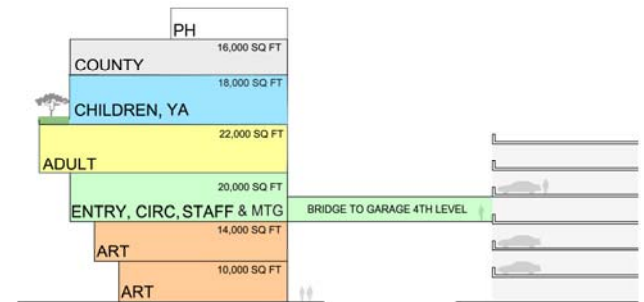 PH
16,000 SQ FT
COUNTY
18,000 SQ FT
CHILDREN, YA
22,000 SQ FT
ADULT
20,000 SQ FT
ENTRY, CIRC, STAFF & MTG
BRIDGE TO GARAGE 4TH LEVEL
14,000 SQ FT
ART
10,000 SQ FT
ART